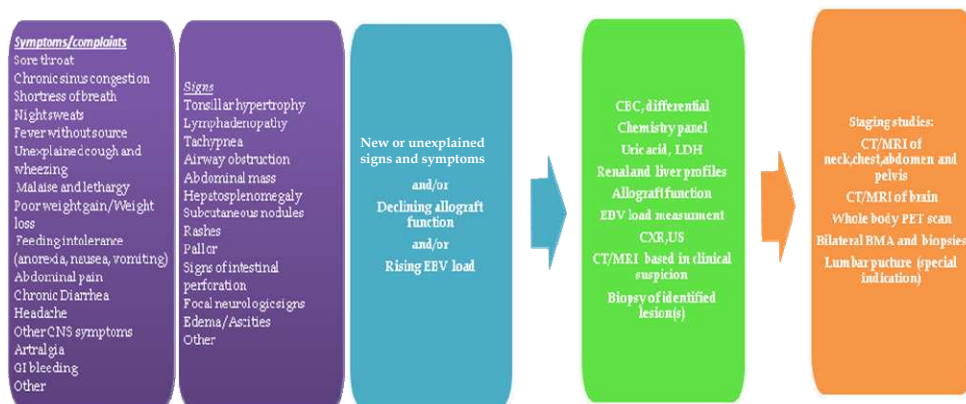 Symptoms/complaints
Sore throat
Chronic sinus congestion
Shortress of breath
Night sweats
Fever without source
Unexplained cough and
wheezing
Malaise and lethargy
Poor weight gain/Weight
loss
Feeding intolerance
(anorexia, nausea, vomiting)
Abdominal pain
Chronic Diarrhea
Headache
Other CNS symptoms
Artralgia
GI bleeding
Other
Signs
Tonsillar hypertrophy
Lymphadenopathy
Tachypnea
Airway obstruction
Abdominal mass
Hepatosplenomegaly
Subcutaneous nodules
Rashes
Pallor
Signs of intestinal
perforation
Focal neurologic signs
Edema/Ascities
Other
New or unexplained
signs and symptoms
and/or
Declining allograft
function
and/or
Rising EBV load
CBC, differential
Chemistry panel
Uric acid, LDH
Renaland liver profiles
Allograft function
EBV load measurment
CXR,US
CT/MRI based in clinical
suspicion
Biopsy of identified
lesion(s)
Staging studies:
CT/MRI of
neck,chest,abdomen and
pelvis
CT/MRI of brain
Whole body PET scan
Bilateral BMA and biopsies
Lumbar pucture (special
indication)